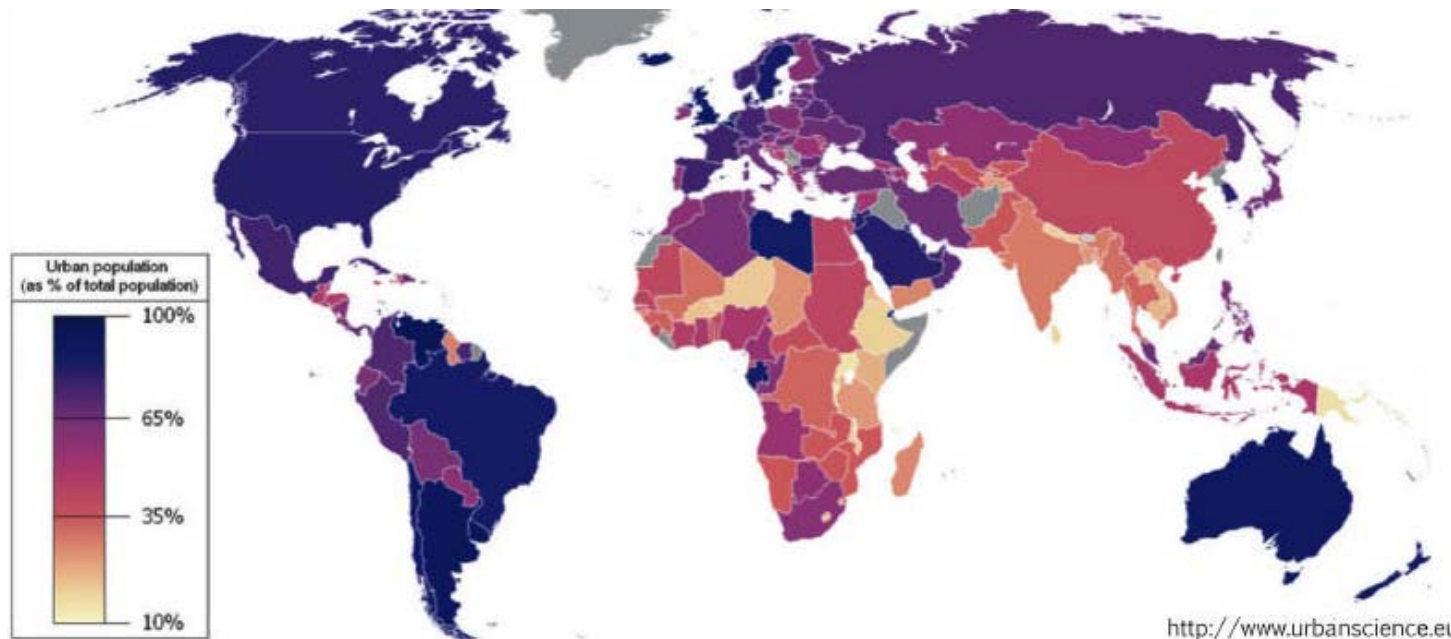 Urban population
(as % of total population)
100%
65%
35%
10%
http://www.urbanscience.eu